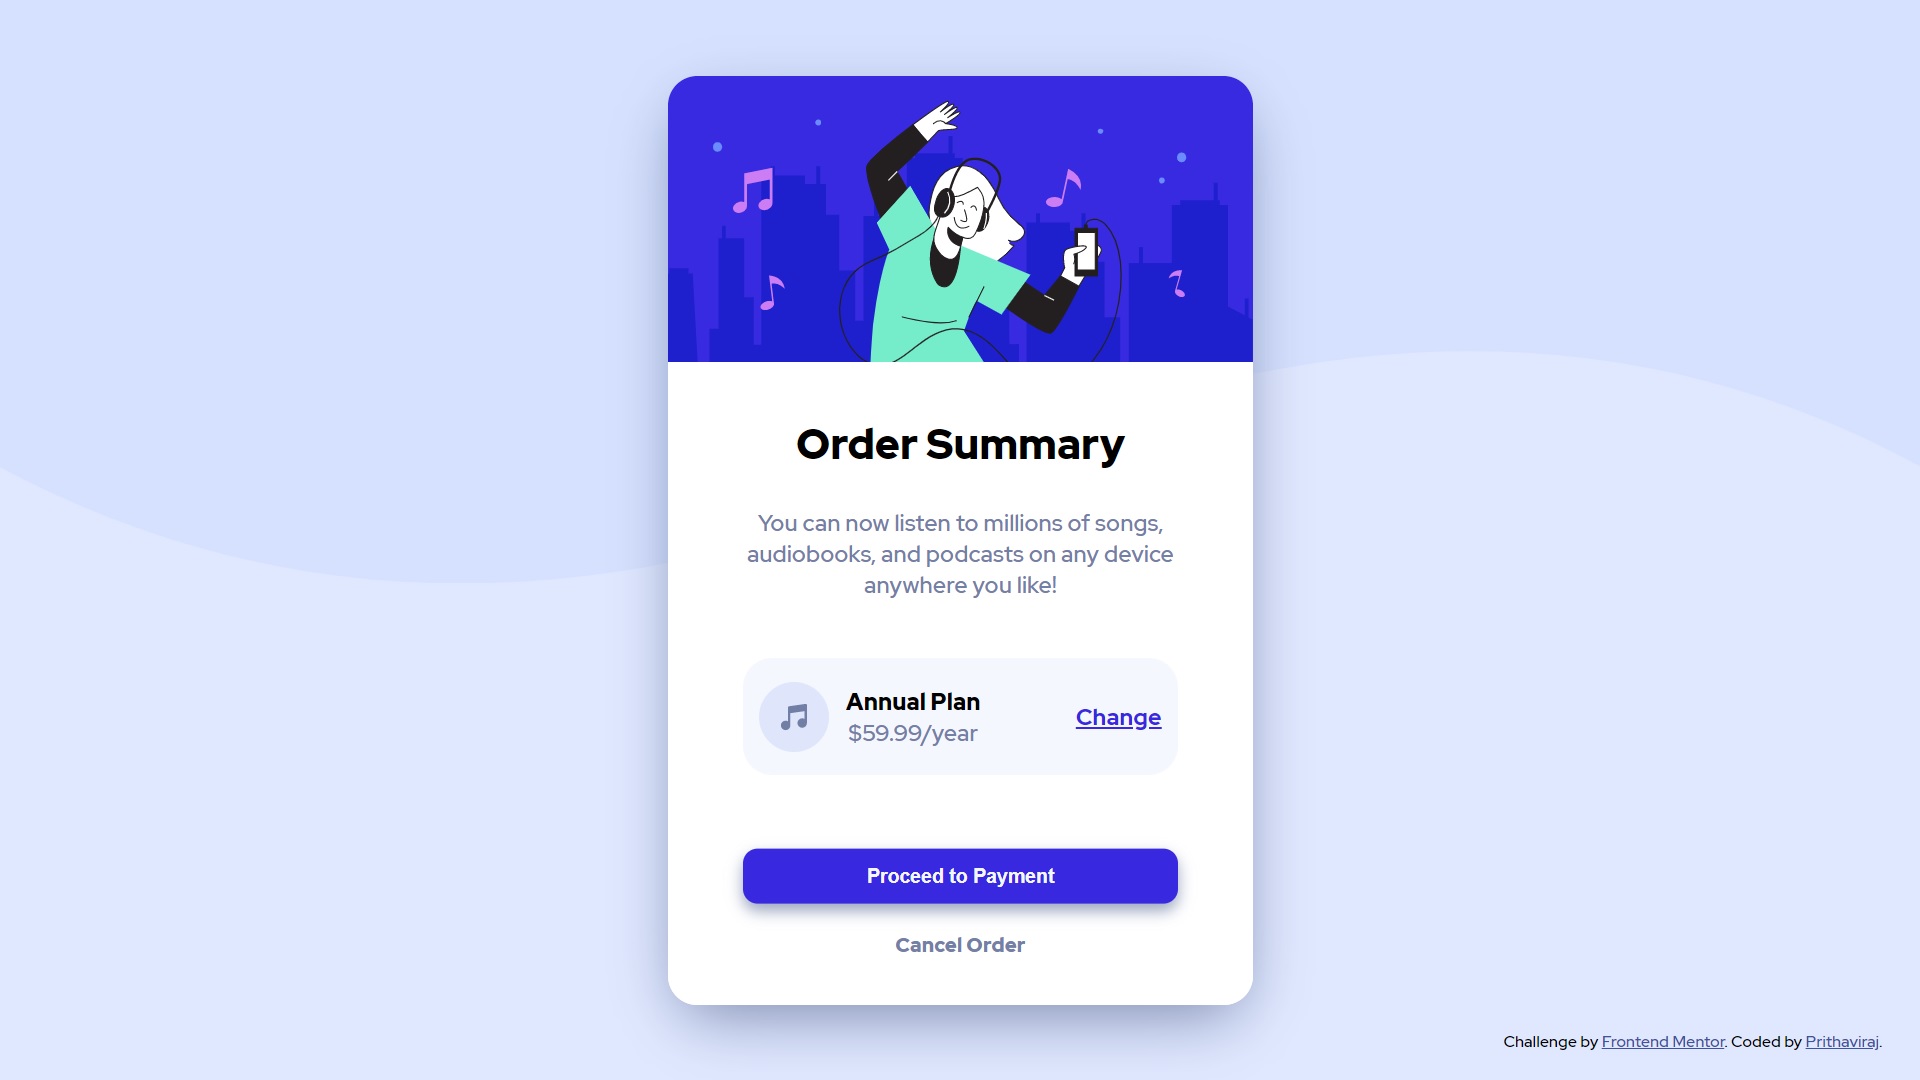 Order Summary
You can now listen to millions of songs,
audiobooks, and podcasts on any device
anywhere you like!
Annual Plan
$59.99/year
Change
Proceed to Payment
Cancel Order
Challenge by Frontend Mentor. Coded by Prithaviraj.